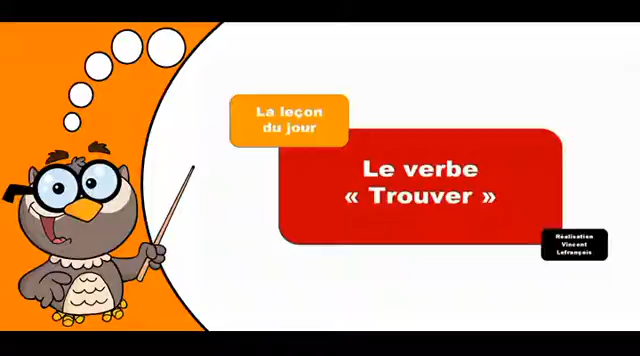 La leçon
du jour
Le verbe
« Trouver »
Réalisation
Vincent
Lefrançois